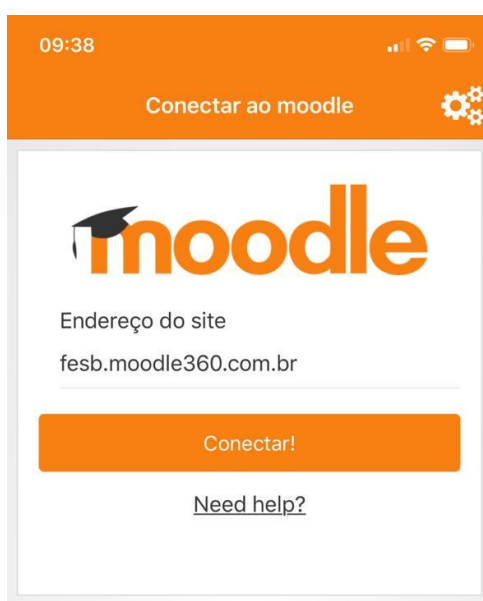 09:38
Conectar ao moodle
moodle
Endereço do site
fesb.moodle360.com.br
Conectar!
Need help?